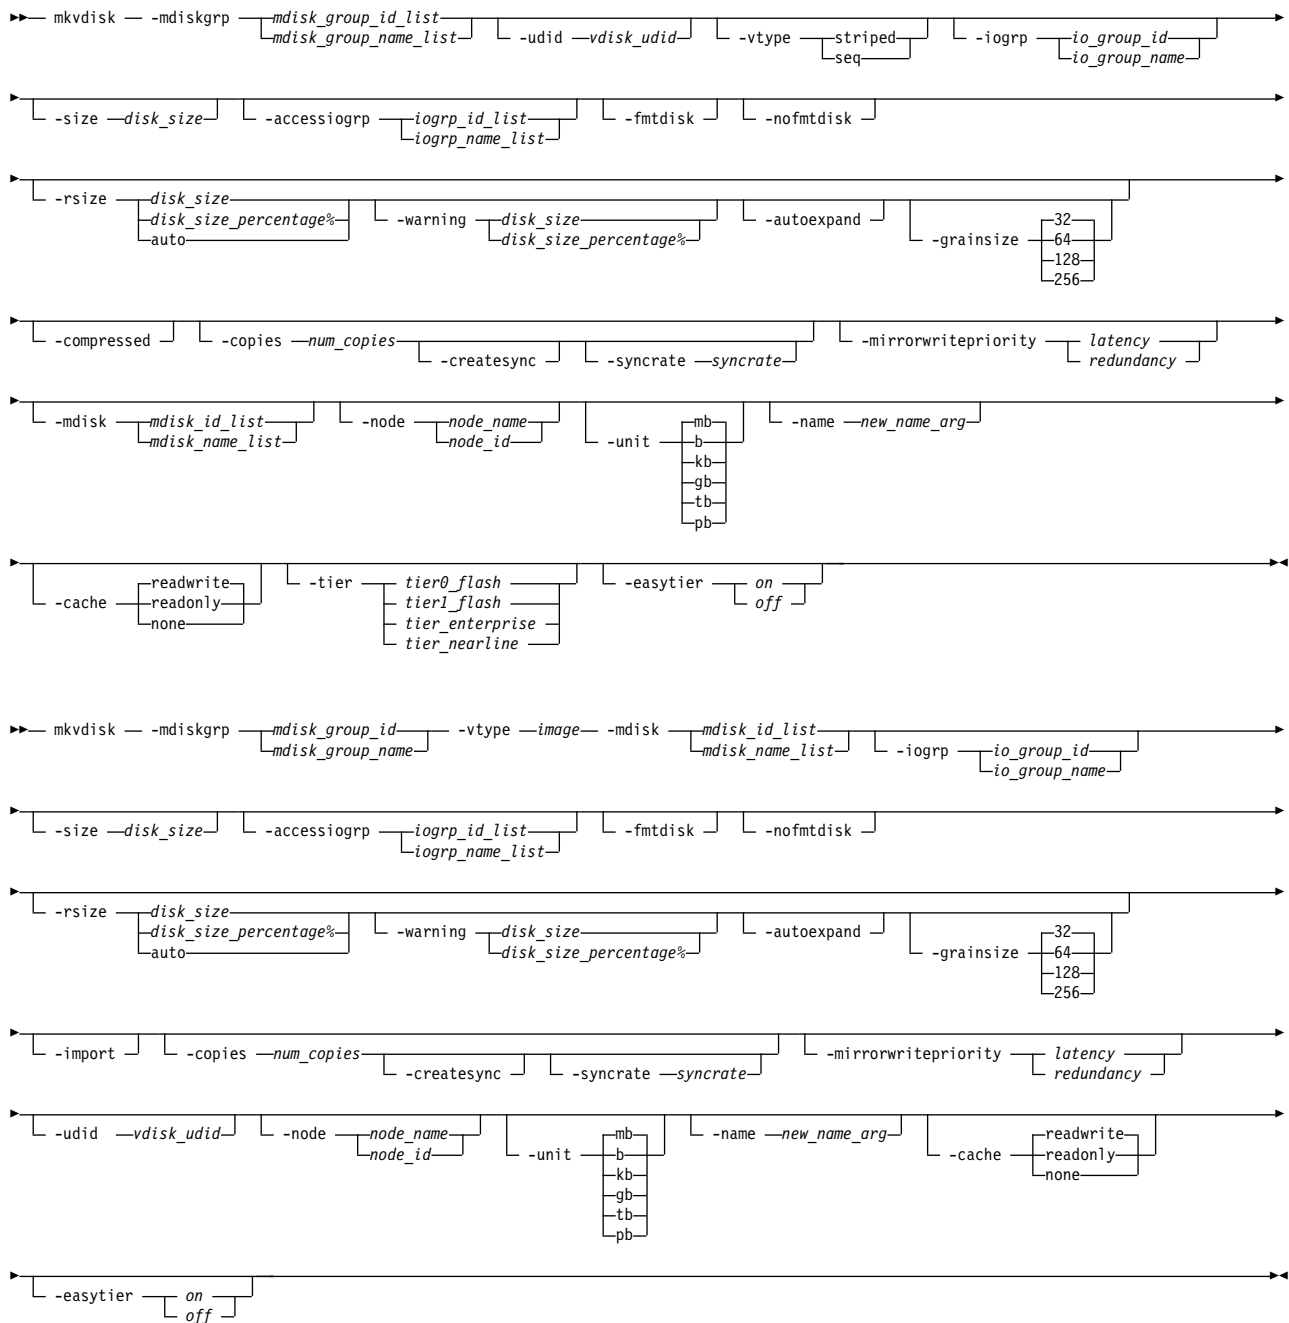 mkvdisk -mdiskgrp mdisk_group_id_list -udid vdisk_udid -vtype striped -iogrp io_group_id
mdisk_group_name_list seq io_group_name
-size disk_size -accessiogrp iogrp_id_list -fmtdisk -nofmtdisk
iogrp_name_list
-rsize disk_size -warning disk_size -autoexpand -grainsize 32
disk_size_percentage% disk_size_percentage% 64
auto 128
256
-compressed -copies num_copies -createsync -syncrate syncrate -mirrorwritepriority latency
redundancy
-mdisk mdisk_id_list -node node_name -unit mb -name new_name_arg
mdisk_name_list node_id b
kb
gb
tb
pb
-cache readwrite -tier tier0_flash -easytier on
readonly tier1_flash off
none tier_enterprise
tier_nearline
mkvdisk -mdiskgrp mdisk_group_id -vtype image -mdisk mdisk_id_list -iogrp io_group_id
mdisk_group_name mdisk_name_list io_group_name
-size disk_size -accessiogrp iogrp_id_list -fmtdisk -nofmtdisk
iogrp_name_list
-rsize disk_size -warning disk_size -autoexpand -grainsize 32
disk_size_percentage% disk_size_percentage% 64
auto 128
256
-import -copies num_copies -createsync -syncrate syncrate -mirrorwritepriority latency
redundancy
-udid vdisk_udid -node node_name -unit mb -name new_name_arg -cache readwrite
node_id b readonly
kb none
gb
tb
pb
-easytier on
off